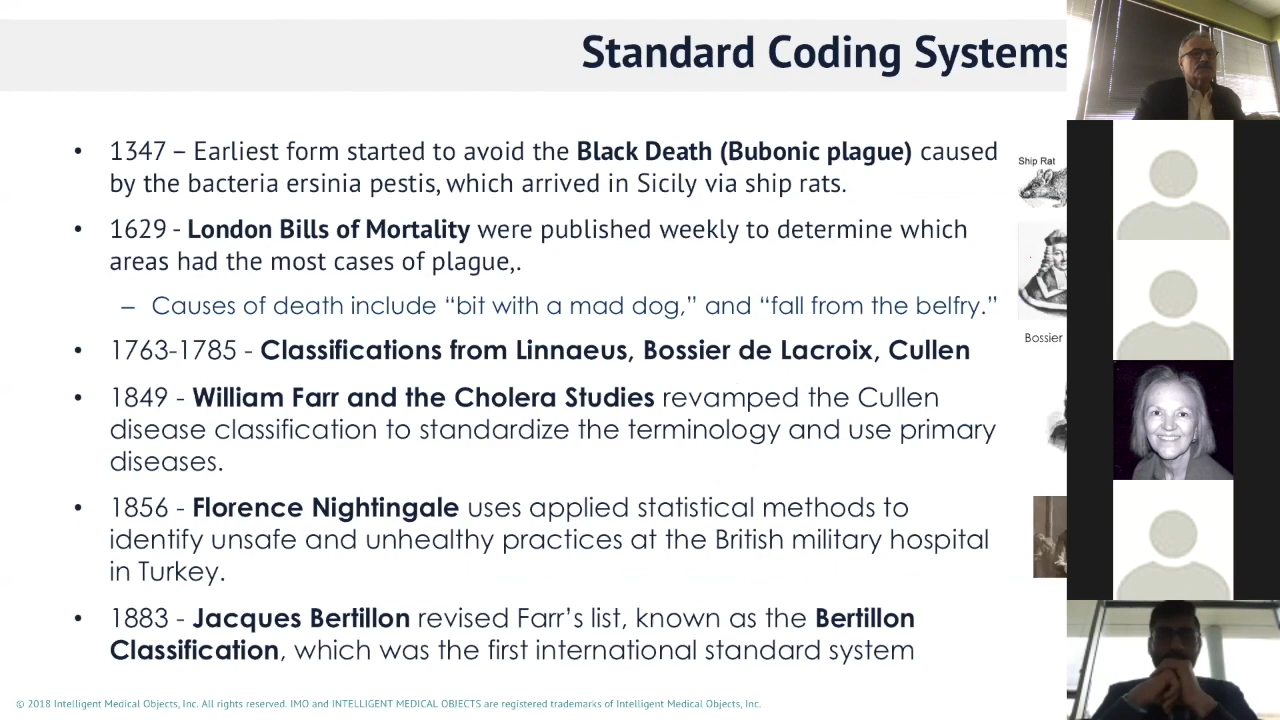 Standard Coding Systems
• 1347 – Earliest form started to avoid the Black Death (Bubonic plague) caused
by the bacteria ersinia pestis, which arrived in Sicily via ship rats.
• 1629 - London Bills of Mortality were published weekly to determine which
areas had the most cases of plague,.
– Causes of death include “bit with a mad dog,” and “fall from the belfry.”
• 1763-1785 - Classifications from Linnaeus, Bossier de Lacroix, Cullen
• 1849 - William Farr and the Cholera Studies revamped the Cullen
disease classification to standardize the terminology and use primary
diseases.
• 1856 - Florence Nightingale uses applied statistical methods to
identify unsafe and unhealthy practices at the British military hospital
in Turkey.
• 1883 - Jacques Bertillon revised Farr’s list, known as the Bertillon
Classification, which was the first international standard system
Ship Rat
Bossier
© 2018 Intelligent Medical Objects, Inc. All rights reserved. IMO and INTELLIGENT MEDICAL OBJECTS are registered trademarks of Intelligent Medical Objects, Inc.